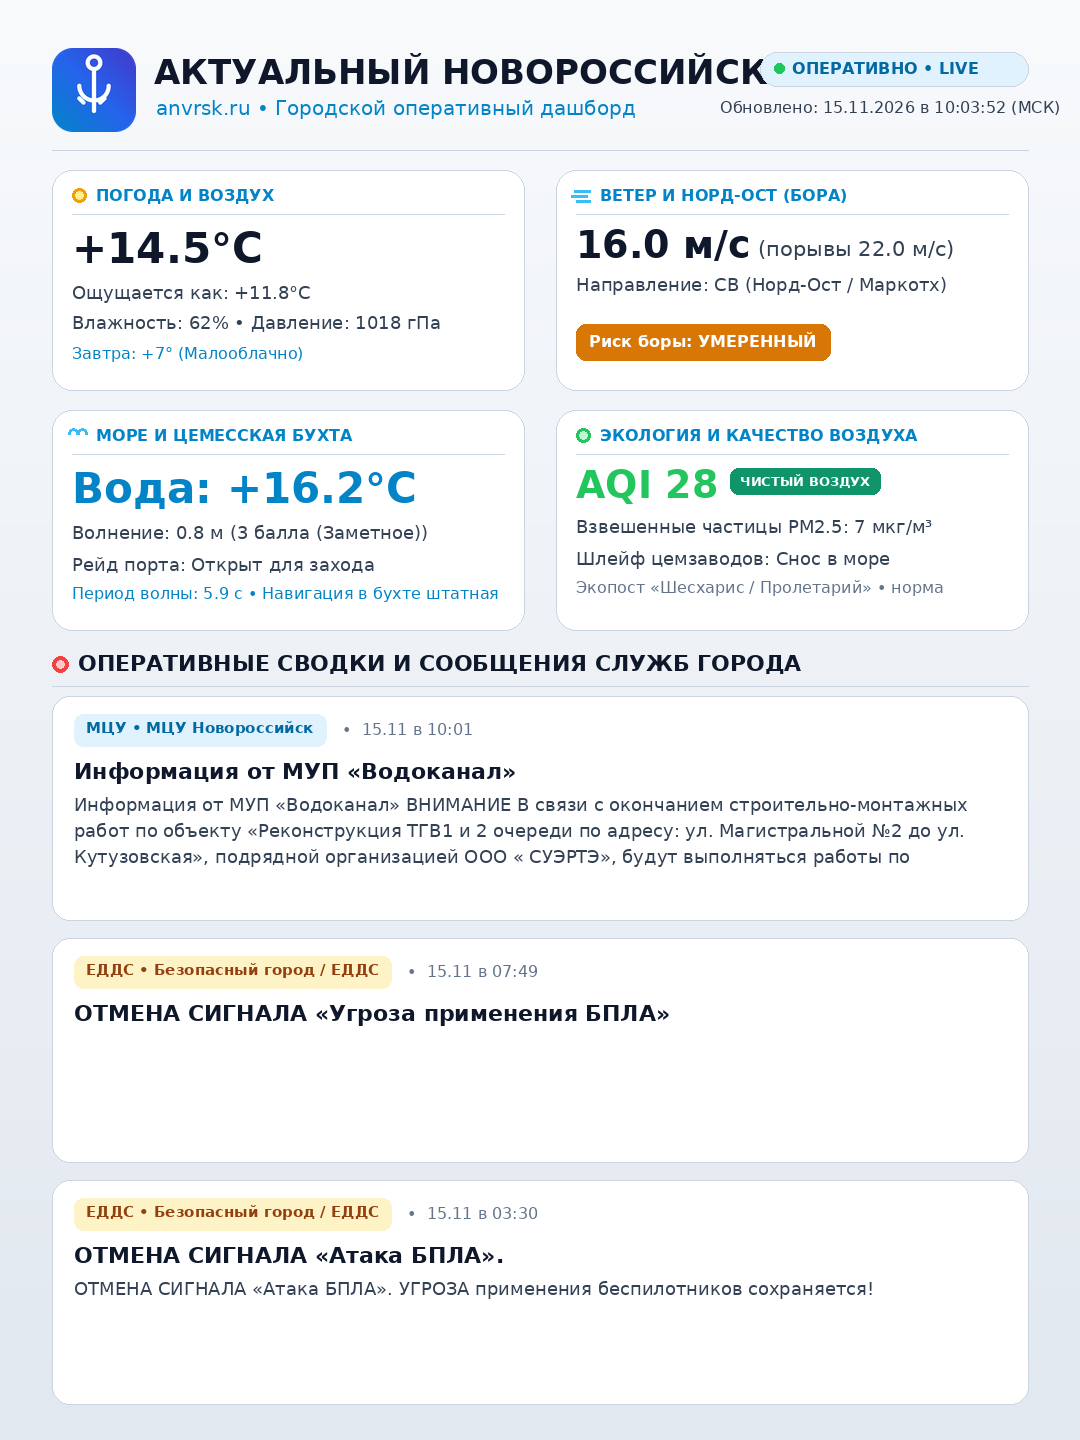 АКТУАЛЬНЫЙ НОВОРОССИЙСК
ОПЕРАТИВНО • LIVE
anvrsk.ru • Городской оперативный дашборд
Обновлено: 15.11.2026 в 10:03:52 (МСК)
ПОГОДА И ВОЗДУХ
+14.5°C
Ощущается как: +11.8°C
Влажность: 62% • Давление: 1018 гПа
Завтра: +7° (Малооблачно)
ВЕТЕР И НОРД-ОСТ (БОРА)
16.0 м/с (порывы 22.0 м/с)
Направление: СВ (Норд-Ост / Маркотх)
Риск боры: УМЕРЕННЫЙ
МОРЕ И ЦЕМЕССКАЯ БУХТА
Вода: +16.2°C
Волнение: 0.8 м (3 балла (Заметное))
Рейд порта: Открыт для захода
Период волны: 5.9 с • Навигация в бухте штатная
ЭКОЛОГИЯ И КАЧЕСТВО ВОЗДУХА
AQI 28 ЧИСТЫЙ ВОЗДУХ
Взвешенные частицы PM2.5: 7 мкг/м³
Шлейф цемзаводов: Снос в море
Экопост «Шесхарис / Пролетарий» • норма
ОПЕРАТИВНЫЕ СВОДКИ И СООБЩЕНИЯ СЛУЖБ ГОРОДА
МЦУ • МЦУ Новороссийск • 15.11 в 10:01
Информация от МУП «Водоканал»
Информация от МУП «Водоканал» ВНИМАНИЕ В связи с окончанием строительно-монтажных
работ по объекту «Реконструкция ТГВ1 и 2 очереди по адресу: ул. Магистральной №2 до ул.
Кутузовская», подрядной организацией ООО « СУЭРТЭ», будут выполняться работы по
ЕДДС • Безопасный город / ЕДДС • 15.11 в 07:49
ОТМЕНА СИГНАЛА «Угроза применения БПЛА»
ЕДДС • Безопасный город / ЕДДС • 15.11 в 03:30
ОТМЕНА СИГНАЛА «Атака БПЛА».
ОТМЕНА СИГНАЛА «Атака БПЛА». УГРОЗА применения беспилотников сохраняется!